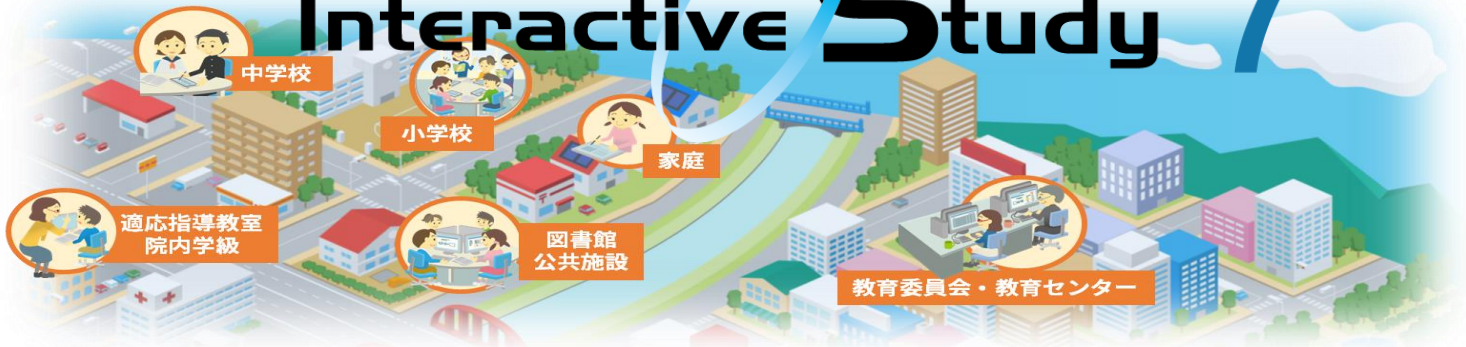 Interactive Study 7
中学校
小学校
家庭
適応指導教室
院内学級
図書館
公共施設
教育委員会・教育センター